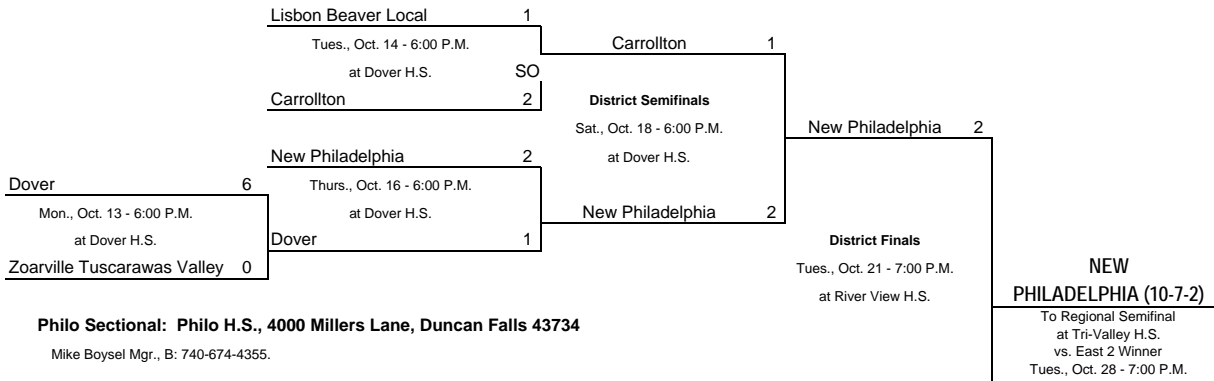 Lisbon Beaver Local 1
Tues., Oct. 14 - 6:00 P.M.
at Dover H.S.
SO
Carrollton 2
Carrollton 1
District Semifinals
Sat., Oct. 18 - 6:00 P.M.
at Dover H.S.
New Philadelphia 2
New Philadelphia 2
Thurs., Oct. 16 - 6:00 P.M.
at Dover H.S.
Dover 1
New Philadelphia 2
Dover 6
Mon., Oct. 13 - 6:00 P.M.
at Dover H.S.
Zoarville Tuscarawas Valley 0
District Finals
Tues., Oct. 21 - 7:00 P.M.
at River View H.S.
NEW
PHILADELPHIA (10-7-2)
To Regional Semifinal
at Tri-Valley H.S.
vs. East 2 Winner
Tues., Oct. 28 - 7:00 P.M.
Philo Sectional: Philo H.S., 4000 Millers Lane, Duncan Falls 43734
Mike Boysel Mgr., B: 740-674-4355.